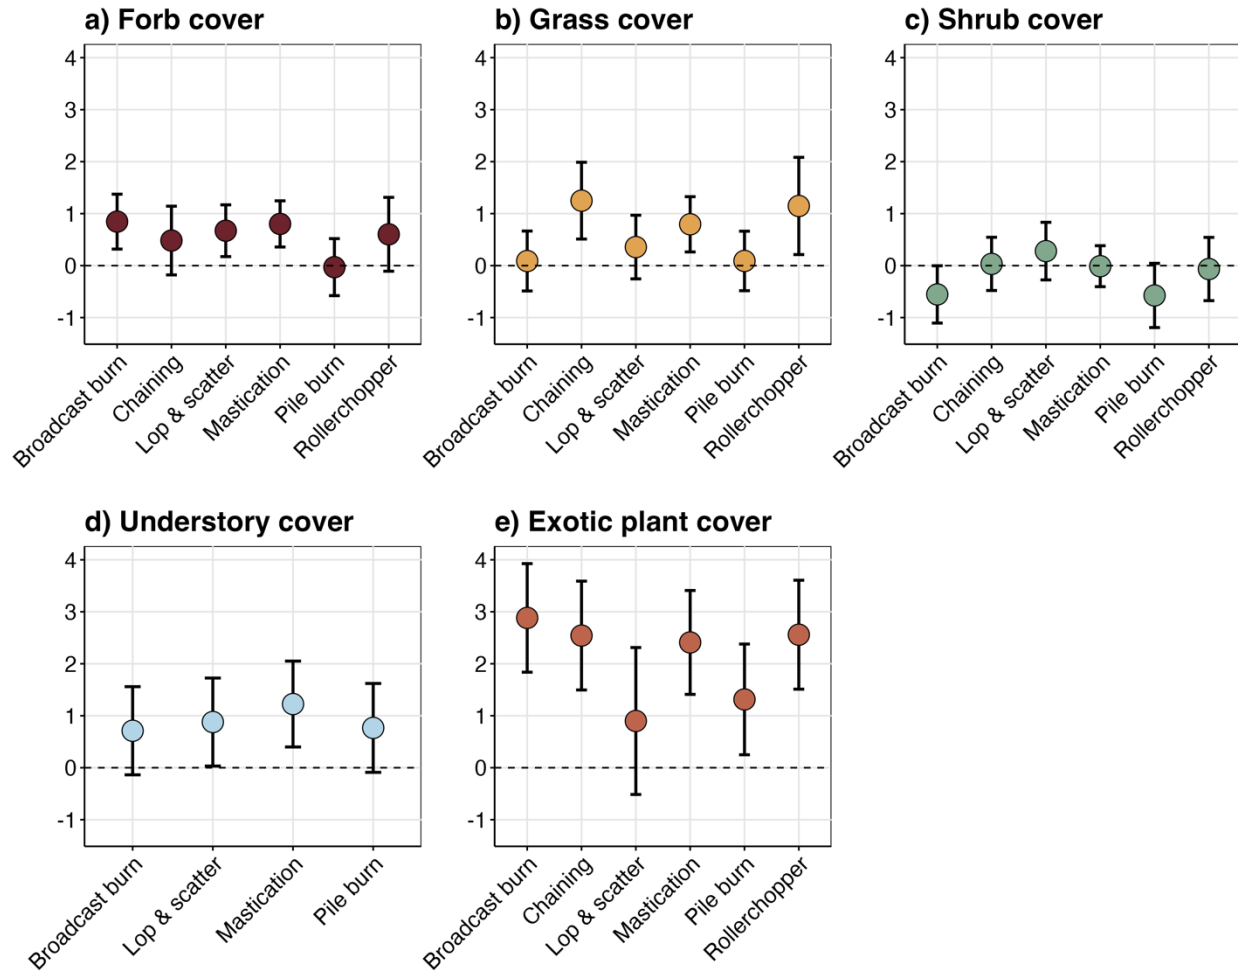 a) Forb cover
4
3
2
1
0
-1
Broadcast burn
Chaining
Lop & scatter
Mastication
Pile burn
Rollerchopper
b) Grass cover
4
3
2
1
0
-1
Broadcast burn
Chaining
Lop & scatter
Mastication
Pile burn
Rollerchopper
c) Shrub cover
4
3
2
1
0
-1
Broadcast burn
Chaining
Lop & scatter
Mastication
Pile burn
Rollerchopper
d) Understory cover
4
3
2
1
0
-1
Broadcast burn
Lop & scatter
Mastication
Pile burn
e) Exotic plant cover
4
3
2
1
0
-1
Broadcast burn
Chaining
Lop & scatter
Mastication
Pile burn
Rollerchopper